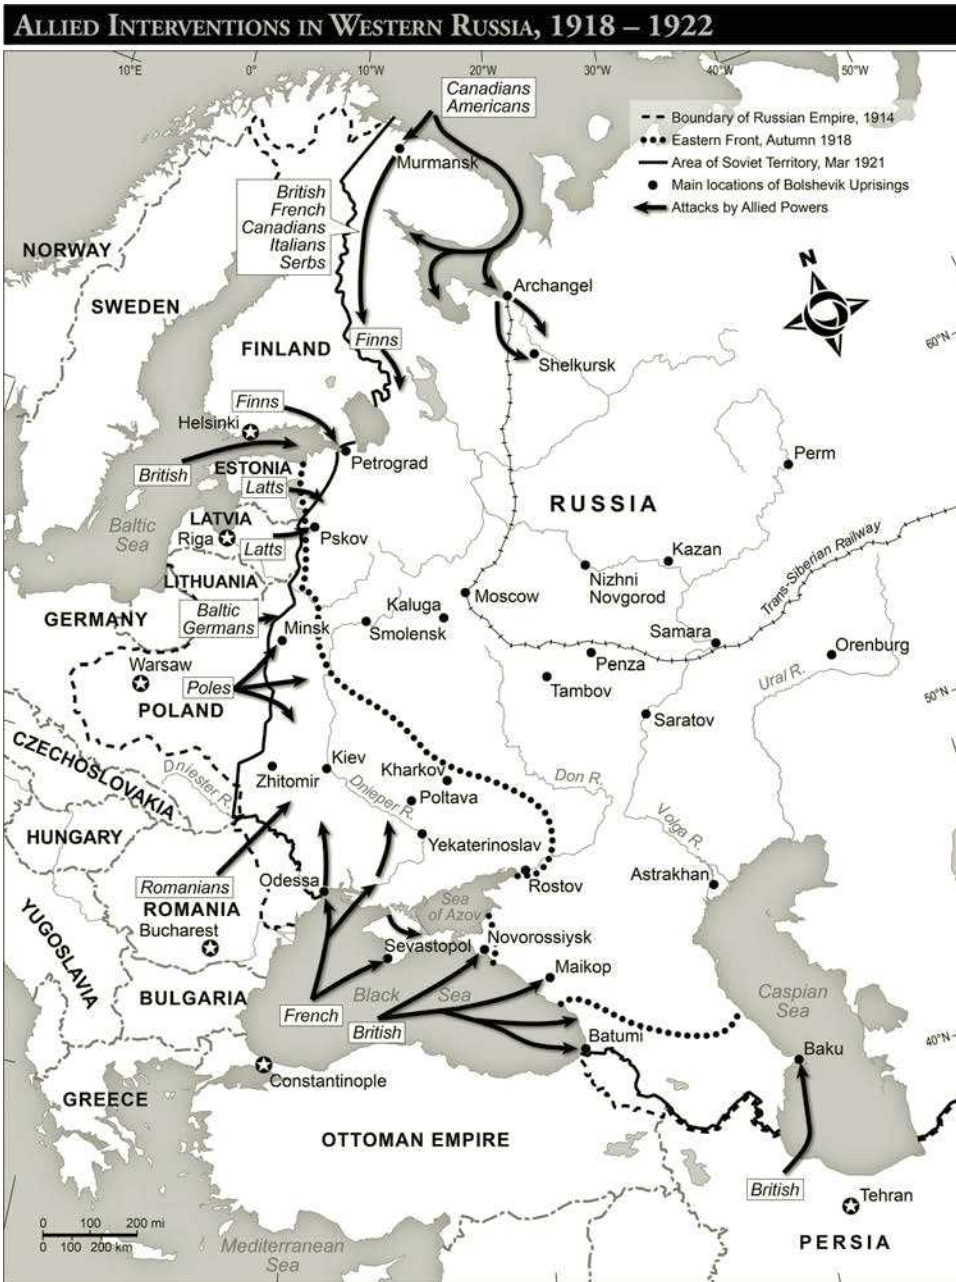 ALLIED INTERVENTIONS IN WESTERN RUSSIA, 1918 – 1922
10°E
0°
10°W
20°W
30°W
40°W
50°W
Canadians
Americans
Boundary of Russian Empire, 1914
Eastern Front, Autumn 1918
Area of Soviet Territory, Mar 1921
Main locations of Bolshevik Uprisings
Attacks by Allied Powers
Murmansk
British
French
Canadians
Italians
Serbs
N
NORWAY
SWEDEN
Archangel
60°N
FINLAND
Finns
Shelkursk
Finns
Helsinki
Petrograd
Perm
British
ESTONIA
Latts
RUSSIA
Baltic
Sea
LATVIA
Riga
Latts
Pskov
Trans-Siberian Railway
Kazan
LITHUANIA
Nizhni
Novgorod
Moscow
GERMANY
Baltic
Germans
Kaluga
Smolensk
Minsk
Samara
Orenburg
Warsaw
Penza
Ural R.
Poles
Tambov
50°N
POLAND
Saratov
CZECHOSLOVAKIA
Dniester R.
Zhitomir
Kiev
Kharkov
Don R.
Dnieper R.
Poltava
Volga R.
HUNGARY
Yekaterinoslav
Romanians
Odessa
Rostov
Astrakhan
ROMANIA
Sea
of Azov
YUGOSLAVIA
Bucharest
Sevastopol
Novorossiysk
Maikop
BULGARIA
Black Sea
Caspian
Sea
French
British
Batumi
40°N
Baku
Constantinople
GREECE
OTTOMAN EMPIRE
British
Tehran
0 100 200 mi
0 100 200 km
Mediterranean
Sea
PERSIA